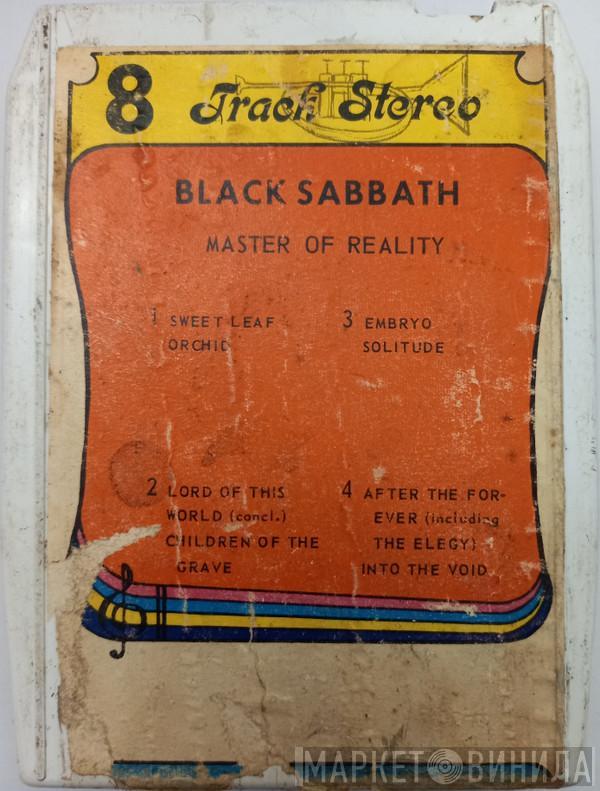 8 Track Stereo
BLACK SABBATH
MASTER OF REALITY
1 SWEET LEAF
ORCHID
2 LORD OF THIS
WORLD (concl.)
CHILDREN OF THE
GRAVE
3 EMBRYO
SOLITUDE
4 AFTER THE FOR-
EVER (including
THE ELEGY)
INTO THE VOID
МАРКЕТ ВИНИЛА